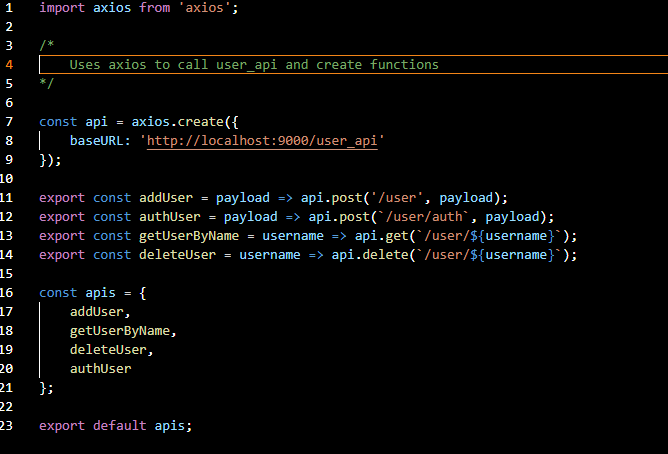 1 import axios from 'axios';
2
3 /*
4 Uses axios to call user_api and create functions
5 */
6
7 const api = axios.create({
8 baseURL: 'http://localhost:9000/user_api'
9 });
10
11 export const addUser = payload => api.post('/user', payload);
12 export const authUser = payload => api.post(`/user/auth`, payload);
13 export const getUserByName = username => api.get(`/user/${username}`);
14 export const deleteUser = username => api.delete(`/user/${username}`);
15
16 const apis = {
17 addUser,
18 getUserByName,
19 deleteUser,
20 authUser
21 };
22
23 export default apis;